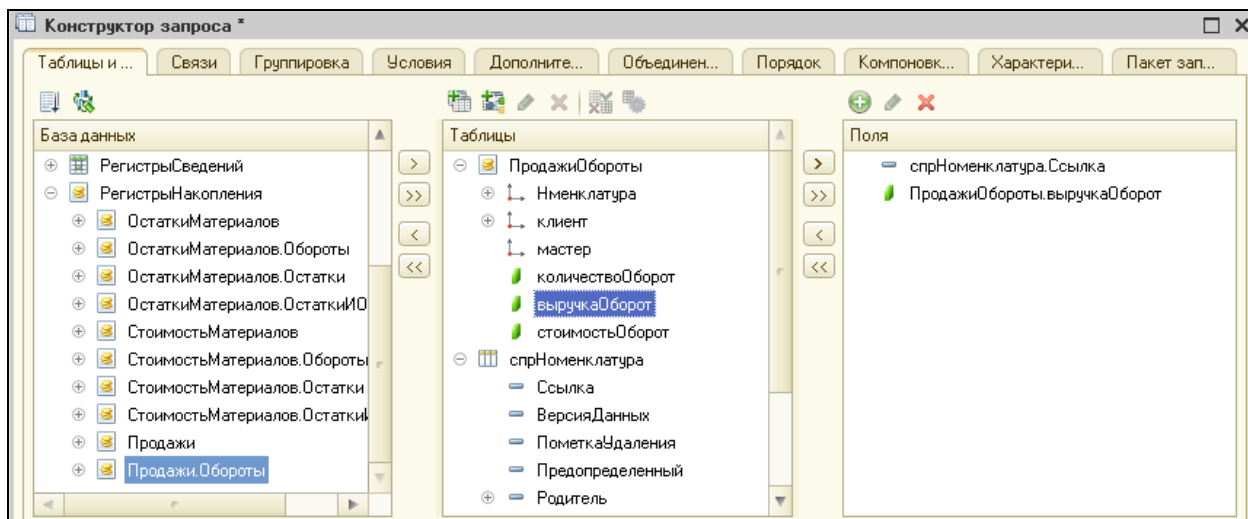 Конструктор запроса *
Таблицы и ... Связи Группировка Условия Дополните... Объединен... Порядок Компоновк... Характери... Пакет зап...
База данных
РегистрыСведений
РегистрыНакопления
ОстаткиМатериалов
ОстаткиМатериалов.Обороты
ОстаткиМатериалов.Остатки
ОстаткиМатериалов.ОстаткиИО
СтоимостьМатериалов
СтоимостьМатериалов.Обороты
СтоимостьМатериалов.Остатки
СтоимостьМатериалов.ОстаткиИ
Продажи
Продажи.Обороты
>
>>
<
<<
Таблицы
ПродажиОбороты
Нменклатура
клиент
мастер
количествоОборот
выручкаОборот
стоимостьОборот
спрНоменклатура
Ссылка
ВерсияДанных
ПометкаУдаления
Предопределенный
Родитель
>
>>
<
<<
Поля
спрНоменклатура.Ссылка
ПродажиОбороты.выручкаОборот